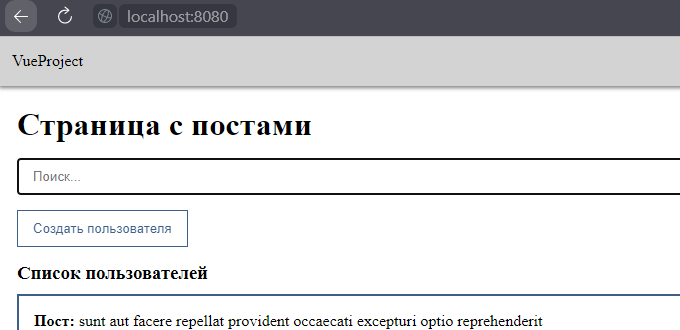 localhost:8080
VueProject
Страница с постами
Поиск...
Создать пользователя
Список пользователей
Пост: sunt aut facere repellat provident occaecati excepturi optio reprehenderit